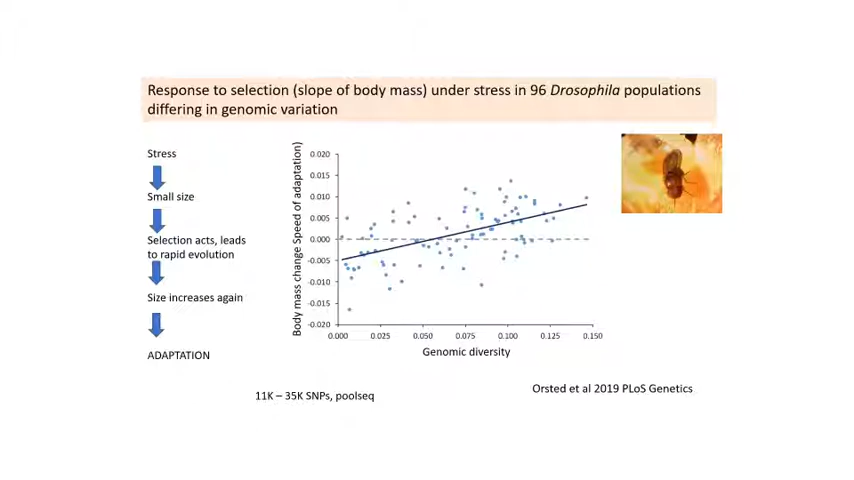 Response to selection (slope of body mass) under stress in 96 Drosophila populations
differing in genomic variation
Stress
Small size
Selection acts, leads
to rapid evolution
Size increases again
ADAPTATION
Body mass change Speed of adaptation)
0.020
0.015
0.010
0.005
0.000
-0.005
-0.010
-0.015
-0.020
0.000 0.025 0.050 0.075 0.100 0.125 0.150
Genomic diversity
11K – 35K SNPs, poolseq
Orsted et al 2019 PLoS Genetics